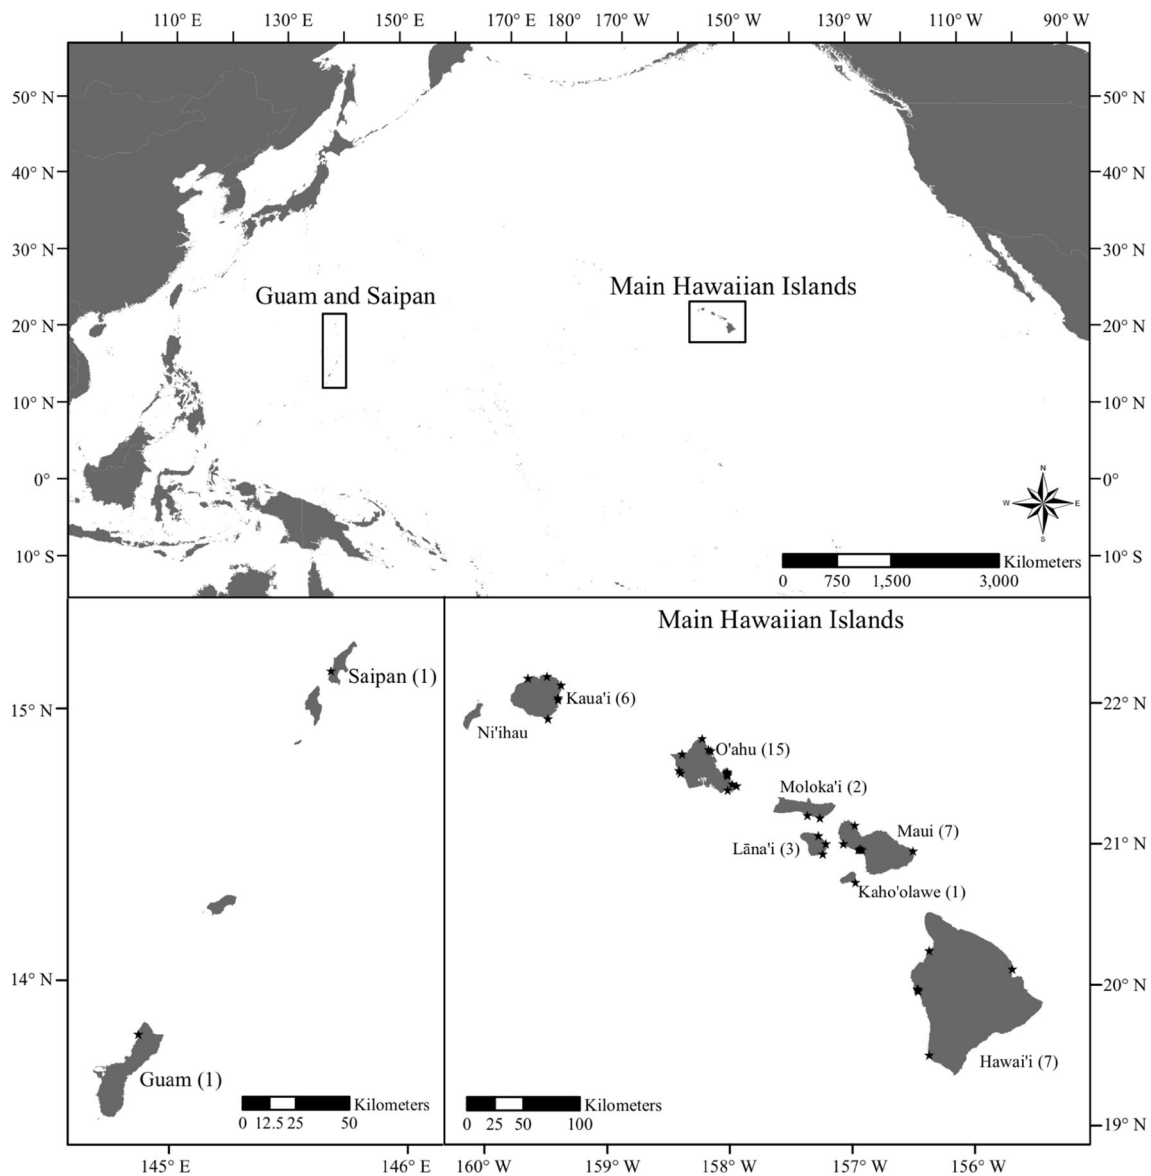 110° E 130° E 150° E 170° E 180° 170° W 150° W 130° W 110° W 90° W
50° N 50° N
40° N 40° N
30° N 30° N
Guam and Saipan Main Hawaiian Islands
20° N 20° N
10° N 10° N
0° 0°
N
W E
S
10° S 10° S
Kilometers
0 750 1,500 3,000
Main Hawaiian Islands
Saipan (1)
15° N
14° N
Guam (1)
Kilometers
0 12.5 25 50
145° E 146° E
Kaua'i (6)
22° N
Ni'ihau
O'ahu (15)
Moloka'i (2)
Maui (7)
21° N
Lāna'i (3)
Kaho'olawe (1)
20° N
Hawai'i (7)
Kilometers
0 25 50 100
19° N
160° W 159° W 158° W 157° W 156° W